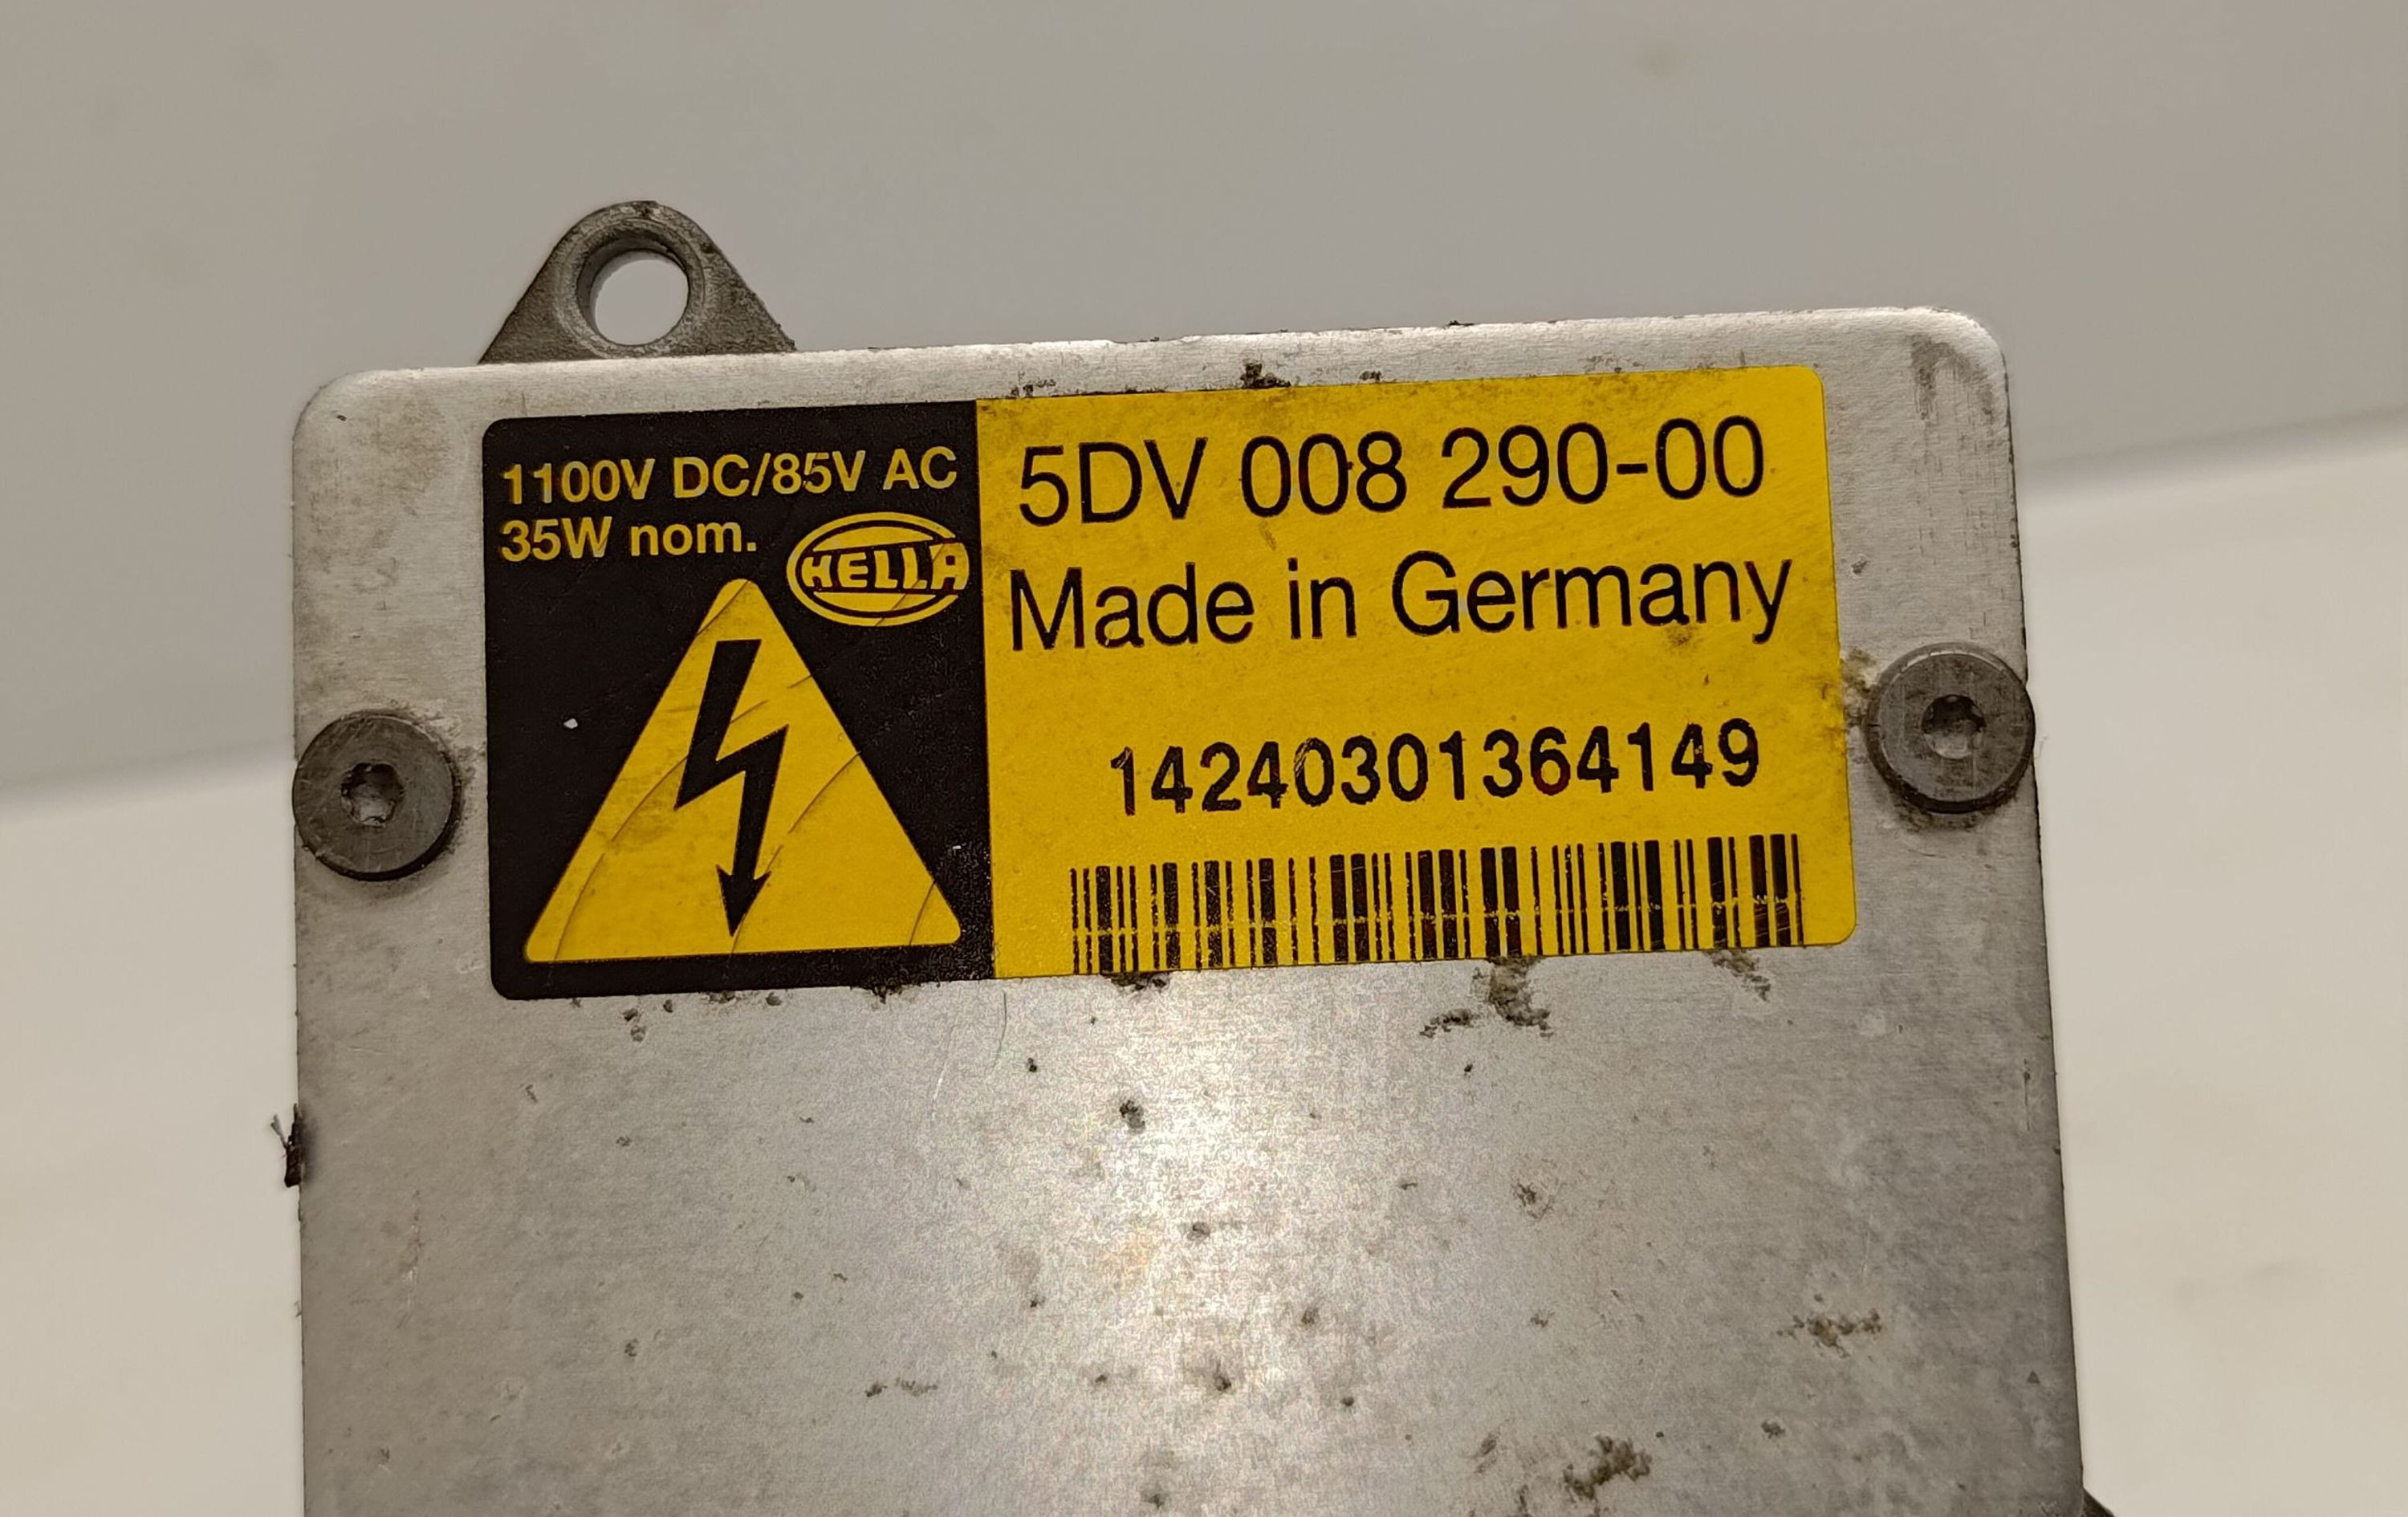 1100V DC/85V AC
35W nom.
HELLA
5DV 008 290-00
Made in Germany
14240301364149